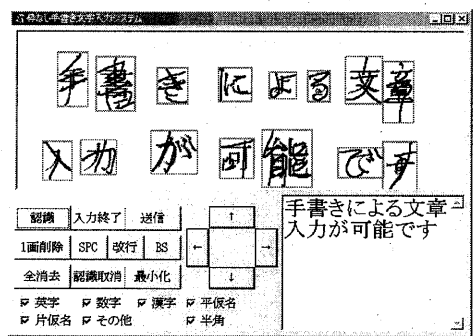 枠なし手書き文字入力システム
手書きによる文章
入力が可能です
認識 入力終了 送信
1画削除 SPC 改行 BS
全消去 認識取消 最小化
↑
← →
↓
英字 数字 漢字 平仮名
片仮名 その他 半角
手書きによる文章
入力が可能です